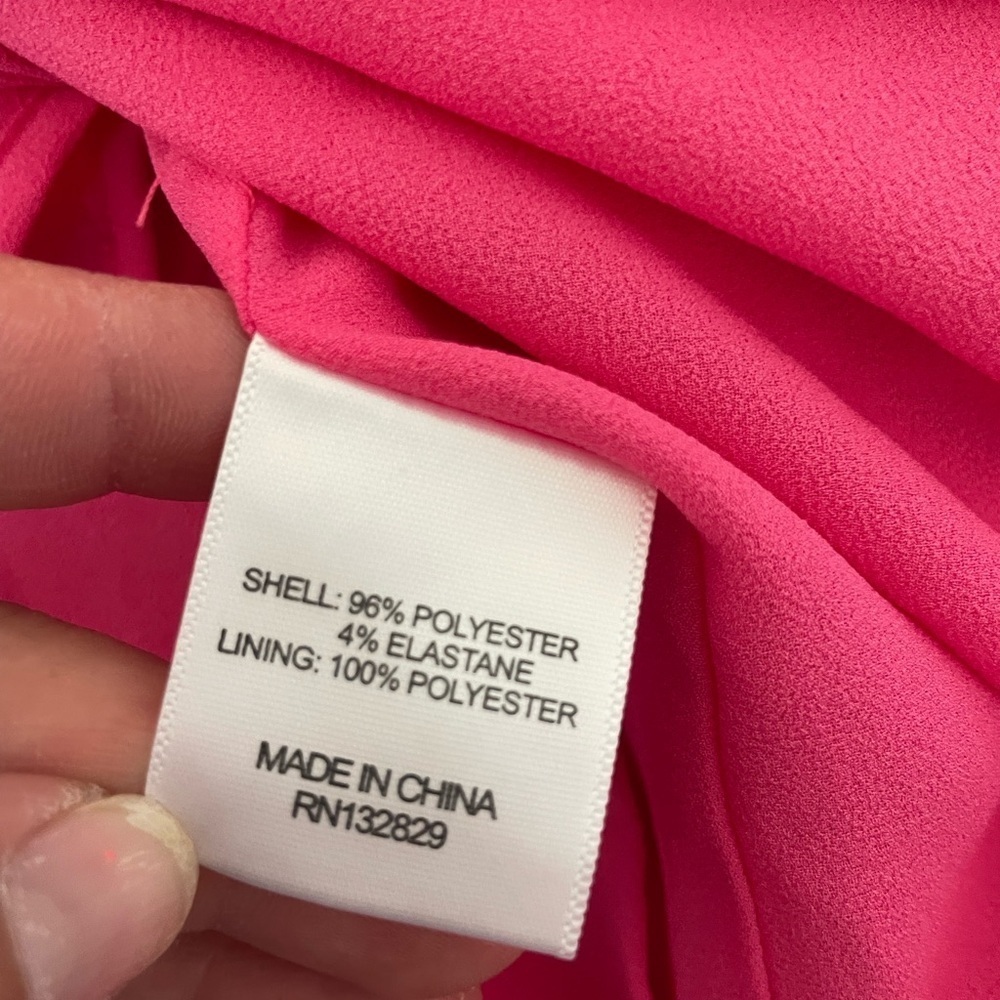 SHELL: 96% POLYESTER
4% ELASTANE
LINING: 100% POLYESTER
MADE IN CHINA
RN132829